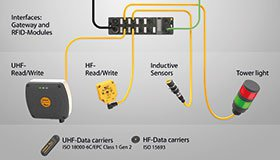 Interfaces:
Gateway and
RFID-Modules
UHF-
Read/Write
HF-
Read/Write
Inductive
Sensors
Tower light
UHF-Data carriers
ISO 18000-6C/EPC Class 1 Gen 2
HF-Data carriers
ISO 15693